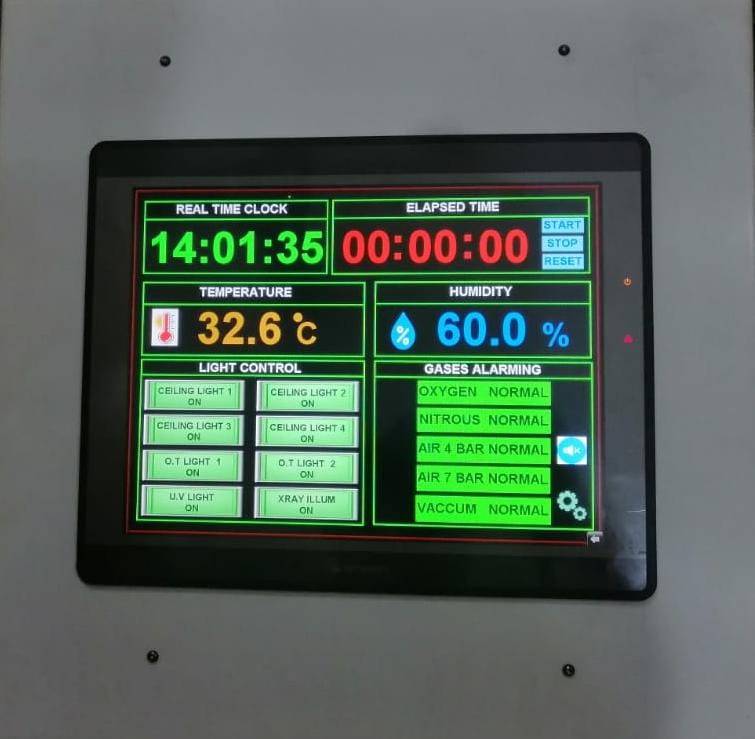 REAL TIME CLOCK
ELAPSED TIME
14:01:35
00:00:00
START
STOP
RESET
TEMPERATURE
HUMIDITY
32.6 °C
% 60.0 %
LIGHT CONTROL
GASES ALARMING
CEILING LIGHT 1
ON
CEILING LIGHT 2
ON
CEILING LIGHT 3
ON
CEILING LIGHT 4
ON
O.T LIGHT 1
ON
O.T LIGHT 2
ON
U.V LIGHT
ON
XRAY ILLUM
ON
OXYGEN NORMAL
NITROUS NORMAL
AIR 4 BAR NORMAL
AIR 7 BAR NORMAL
VACCUM NORMAL